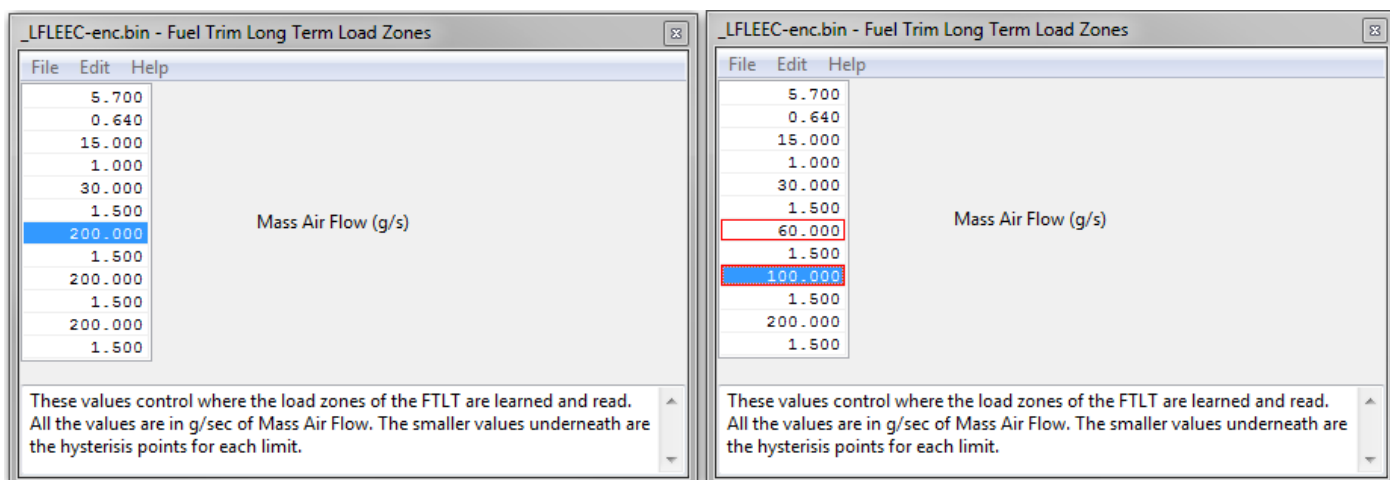 _LFLEEC-enc.bin - Fuel Trim Long Term Load Zones
File Edit Help
5.700
0.640
15.000
1.000
30.000
1.500
200.000
1.500
200.000
1.500
200.000
1.500
Mass Air Flow (g/s)
These values control where the load zones of the FTLT are learned and read.
All the values are in g/sec of Mass Air Flow. The smaller values underneath are
the hysterisis points for each limit.
_LFLEEC-enc.bin - Fuel Trim Long Term Load Zones
File Edit Help
5.700
0.640
15.000
1.000
30.000
1.500
60.000
1.500
100.000
1.500
200.000
1.500
Mass Air Flow (g/s)
These values control where the load zones of the FTLT are learned and read.
All the values are in g/sec of Mass Air Flow. The smaller values underneath are
the hysterisis points for each limit.